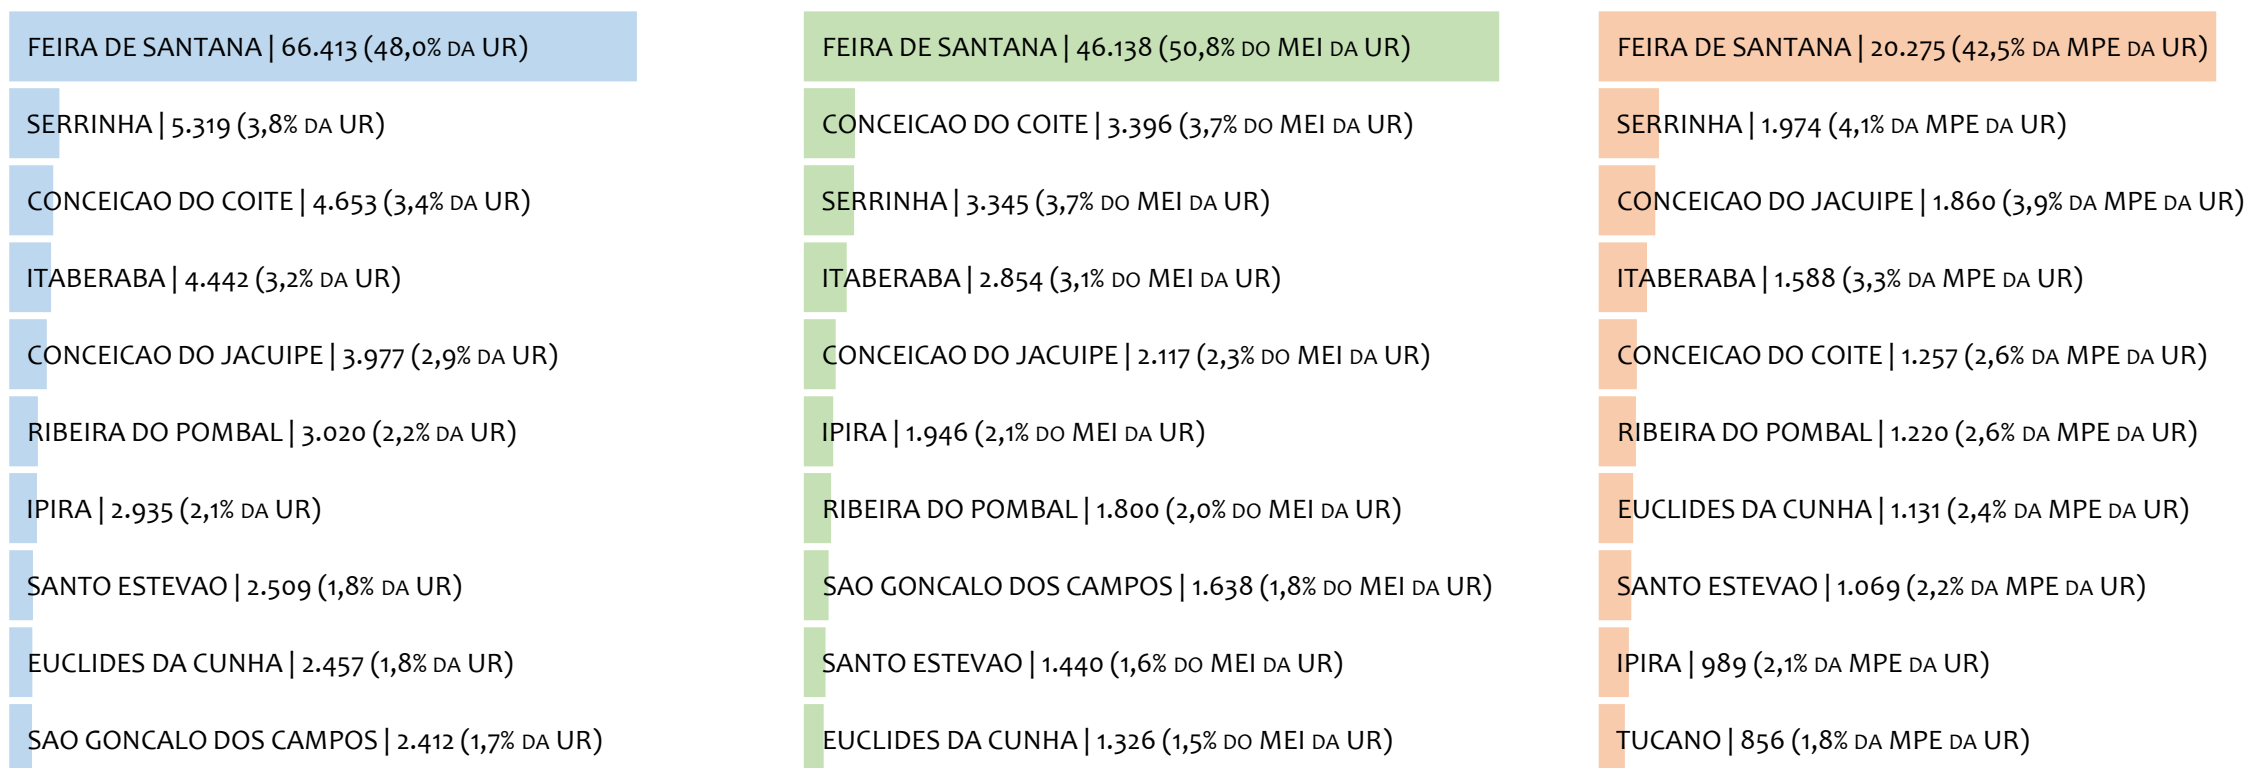 FEIRA DE SANTANA | 66.413 (48,0% DA UR)
SERRINHA | 5.319 (3,8% DA UR)
CONCEICAO DO COITE | 4.653 (3,4% DA UR)
ITABERABA | 4.442 (3,2% DA UR)
CONCEICAO DO JACUIPE | 3.977 (2,9% DA UR)
RIBEIRA DO POMBAL | 3.020 (2,2% DA UR)
IPIRA | 2.935 (2,1% DA UR)
SANTO ESTEVAO | 2.509 (1,8% DA UR)
EUCLIDES DA CUNHA | 2.457 (1,8% DA UR)
SAO GONCALO DOS CAMPOS | 2.412 (1,7% DA UR)
FEIRA DE SANTANA | 46.138 (50,8% DO MEI DA UR)
CONCEICAO DO COITE | 3.396 (3,7% DO MEI DA UR)
SERRINHA | 3.345 (3,7% DO MEI DA UR)
ITABERABA | 2.854 (3,1% DO MEI DA UR)
CONCEICAO DO JACUIPE | 2.117 (2,3% DO MEI DA UR)
IPIRA | 1.946 (2,1% DO MEI DA UR)
RIBEIRA DO POMBAL | 1.800 (2,0% DO MEI DA UR)
SAO GONCALO DOS CAMPOS | 1.638 (1,8% DO MEI DA UR)
SANTO ESTEVAO | 1.440 (1,6% DO MEI DA UR)
EUCLIDES DA CUNHA | 1.326 (1,5% DO MEI DA UR)
FEIRA DE SANTANA | 20.275 (42,5% DA MPE DA UR)
SERRINHA | 1.974 (4,1% DA MPE DA UR)
CONCEICAO DO JACUIPE | 1.860 (3,9% DA MPE DA UR)
ITABERABA | 1.588 (3,3% DA MPE DA UR)
CONCEICAO DO COITE | 1.257 (2,6% DA MPE DA UR)
RIBEIRA DO POMBAL | 1.220 (2,6% DA MPE DA UR)
EUCLIDES DA CUNHA | 1.131 (2,4% DA MPE DA UR)
SANTO ESTEVAO | 1.069 (2,2% DA MPE DA UR)
IPIRA | 989 (2,1% DA MPE DA UR)
TUCANO | 856 (1,8% DA MPE DA UR)